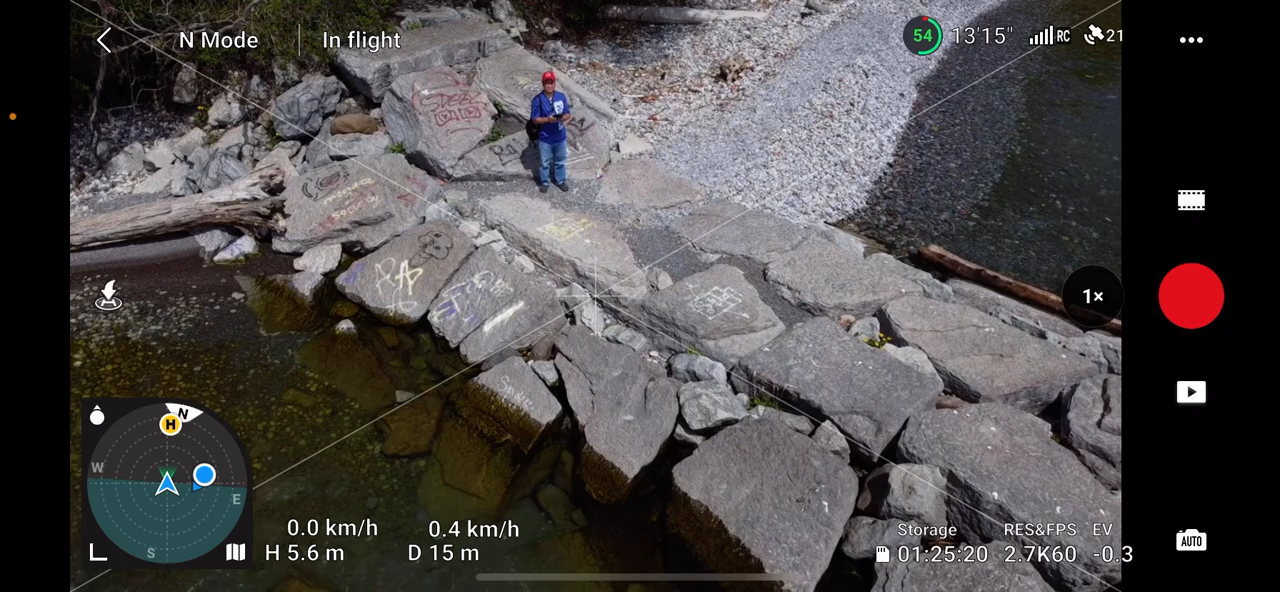 N Mode
In flight
54
13'15"
RC
21
1×
N
H
W
E
S
0.0 km/h
0.4 km/h
H 5.6 m
D 15 m
Storage
RES&FPS
EV
01:25:20
2.7K60
-0.3
AUTO